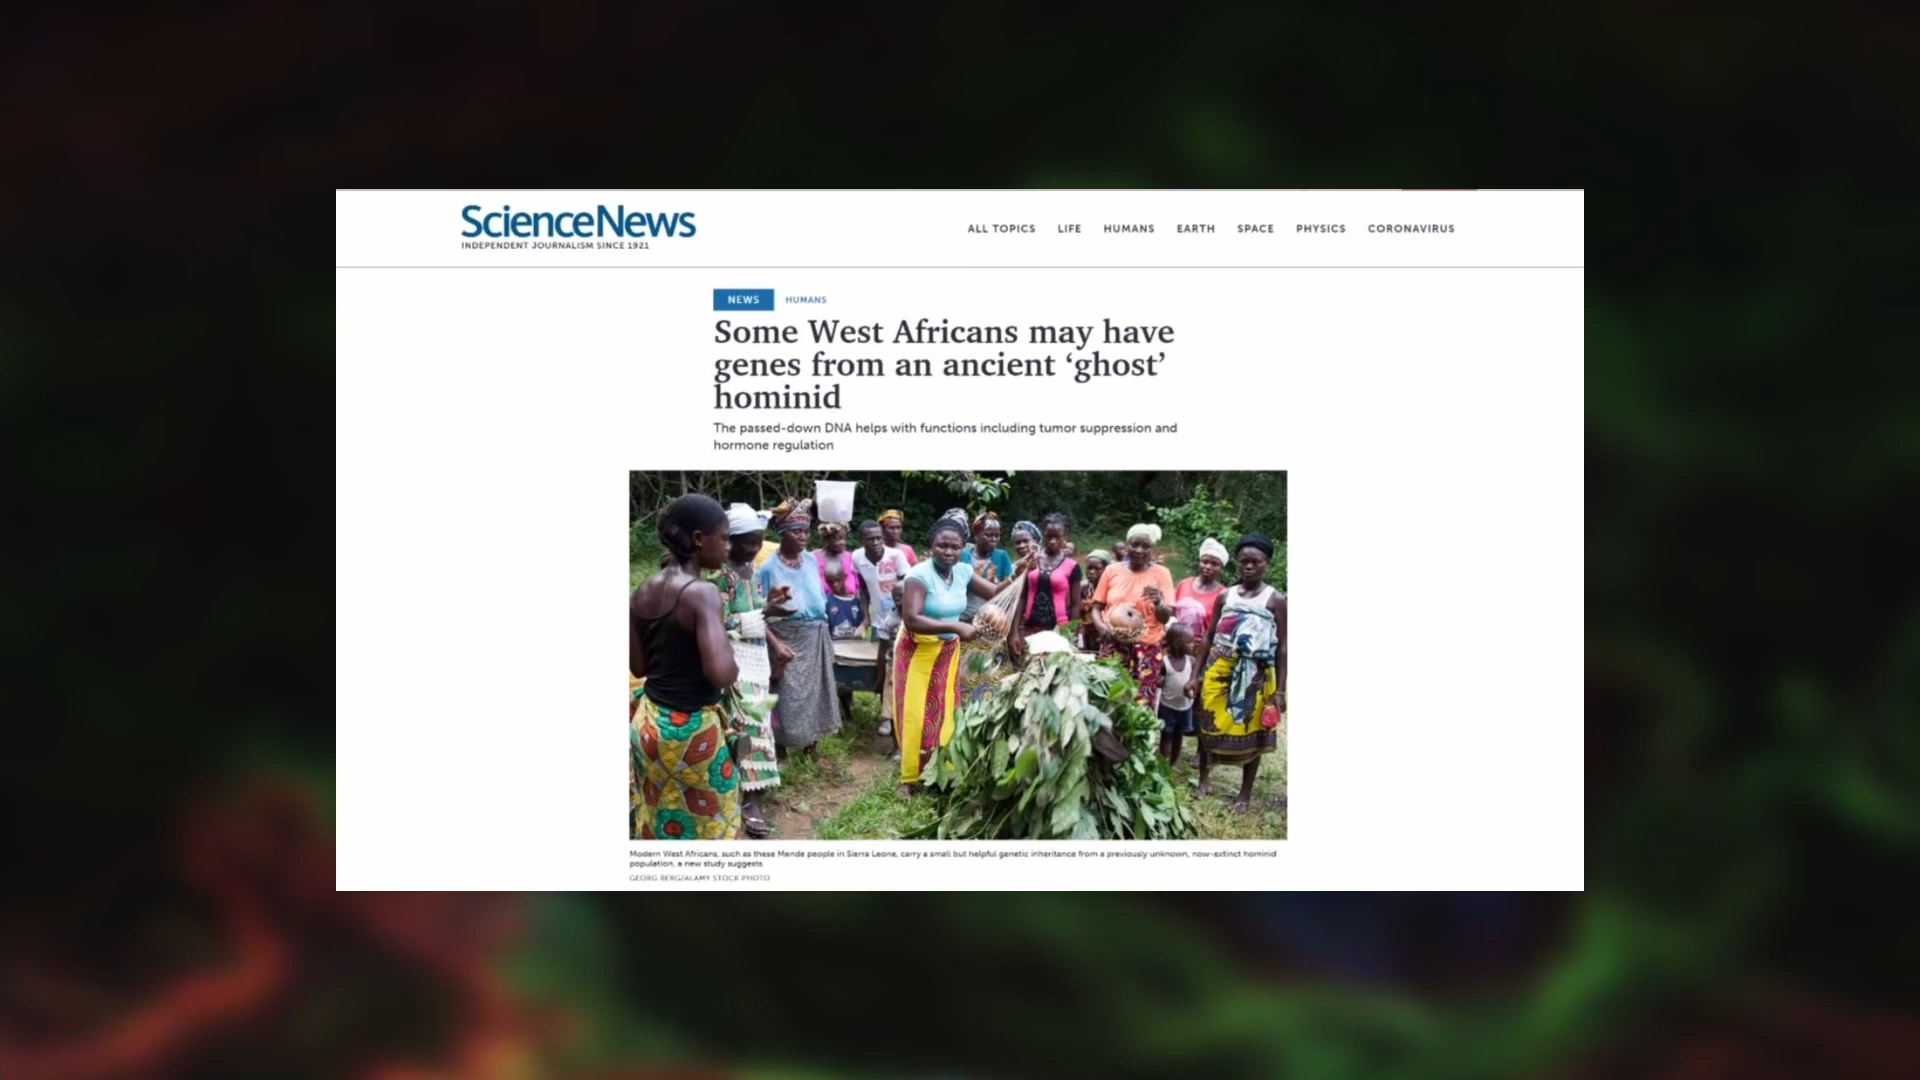 ScienceNews
INDEPENDENT JOURNALISM SINCE 1921
ALL TOPICS LIFE HUMANS EARTH SPACE PHYSICS CORONAVIRUS
NEWS HUMANS
Some West Africans may have
genes from an ancient ‘ghost’
hominid
The passed-down DNA helps with functions including tumor suppression and
hormone regulation
Modern West Africans, such as these Mende people in Sierra Leone, carry a small but helpful genetic inheritance from a previously unknown, now-extinct hominid
population, a new study suggests.
GEORG BERG/ALAMY STOCK PHOTO